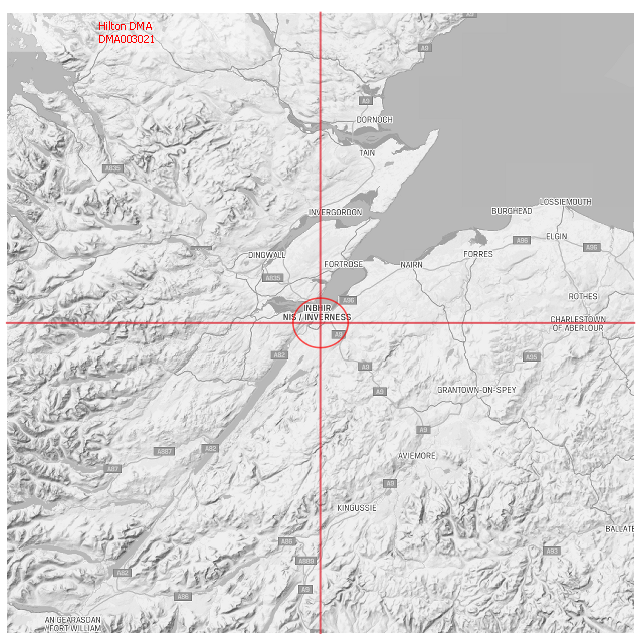 Hilton DMA
DMA003021
A9
A9
DORNOCH
TAIN
A835
INVERGORDON
BURGHEAD
LOSSIEMOUTH
ELGIN
A96
A96
DINGWALL
FORTROSE
NAIRN
FORRES
A835
ROTHES
A96
INBHIR
NIS / INVERNESS
CHARLESTOWN
OF ABERLOUR
A9
A82
A95
A9
A9
GRANTOWN-ON-SPEY
A9
A887
A82
AVIEMORE
A87
A9
KINGUSSIE
BALLATE
A86
A93
A889
A82
A9
A86
AN GEARASDAN
/ FORT WILLIAM